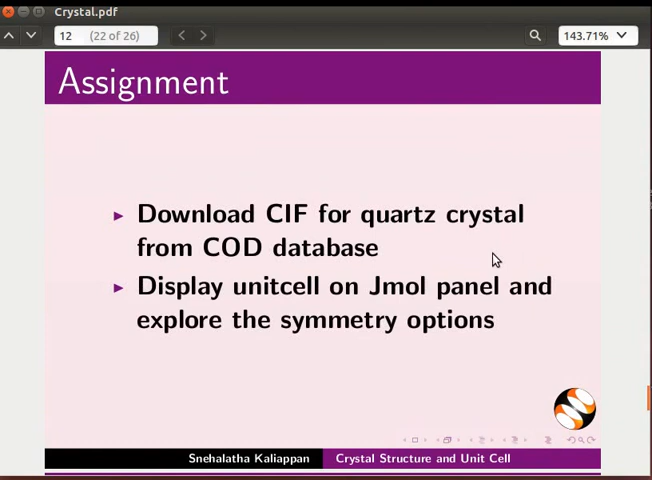 Crystal.pdf
12 (22 of 26) 143.71%
Assignment
Download CIF for quartz crystal
from COD database
Display unitcell on Jmol panel and
explore the symmetry options
Snehalatha Kaliappan Crystal Structure and Unit Cell